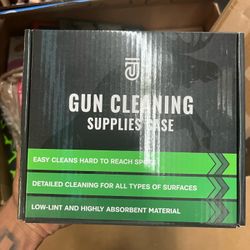 GUN CLEANING
SUPPLIES CASE
EASY CLEANS HARD TO REACH SPOTS
DETAILED CLEANING FOR ALL TYPES OF SURFACES
LOW-LINT AND HIGHLY ABSORBENT MATERIAL